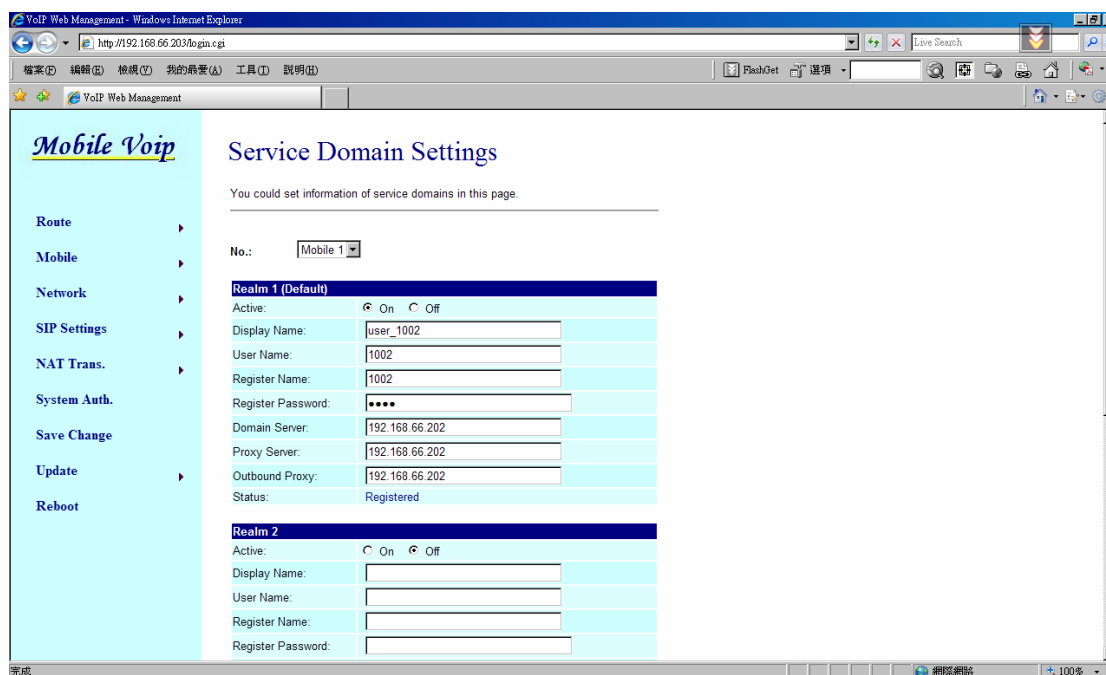 VoIP Web Management - Windows Internet Explorer
http://192.168.66.203/login.cgi
Live Search
檔案(F) 編輯(E) 檢視(V) 我的最愛(A) 工具(T) 說明(H)
FlashGet 選項
VoIP Web Management
Mobile Voip
Route
Mobile
Network
SIP Settings
NAT Trans.
System Auth.
Save Change
Update
Reboot
Service Domain Settings
You could set information of service domains in this page.
No.: Mobile 1
Realm 1 (Default)
Active: On Off
Display Name: user_1002
User Name: 1002
Register Name: 1002
Register Password: ●●●●
Domain Server: 192.168.66.202
Proxy Server: 192.168.66.202
Outbound Proxy: 192.168.66.202
Status: Registered
Realm 2
Active: On Off
Display Name:
User Name:
Register Name:
Register Password:
完成
網際網路
100%